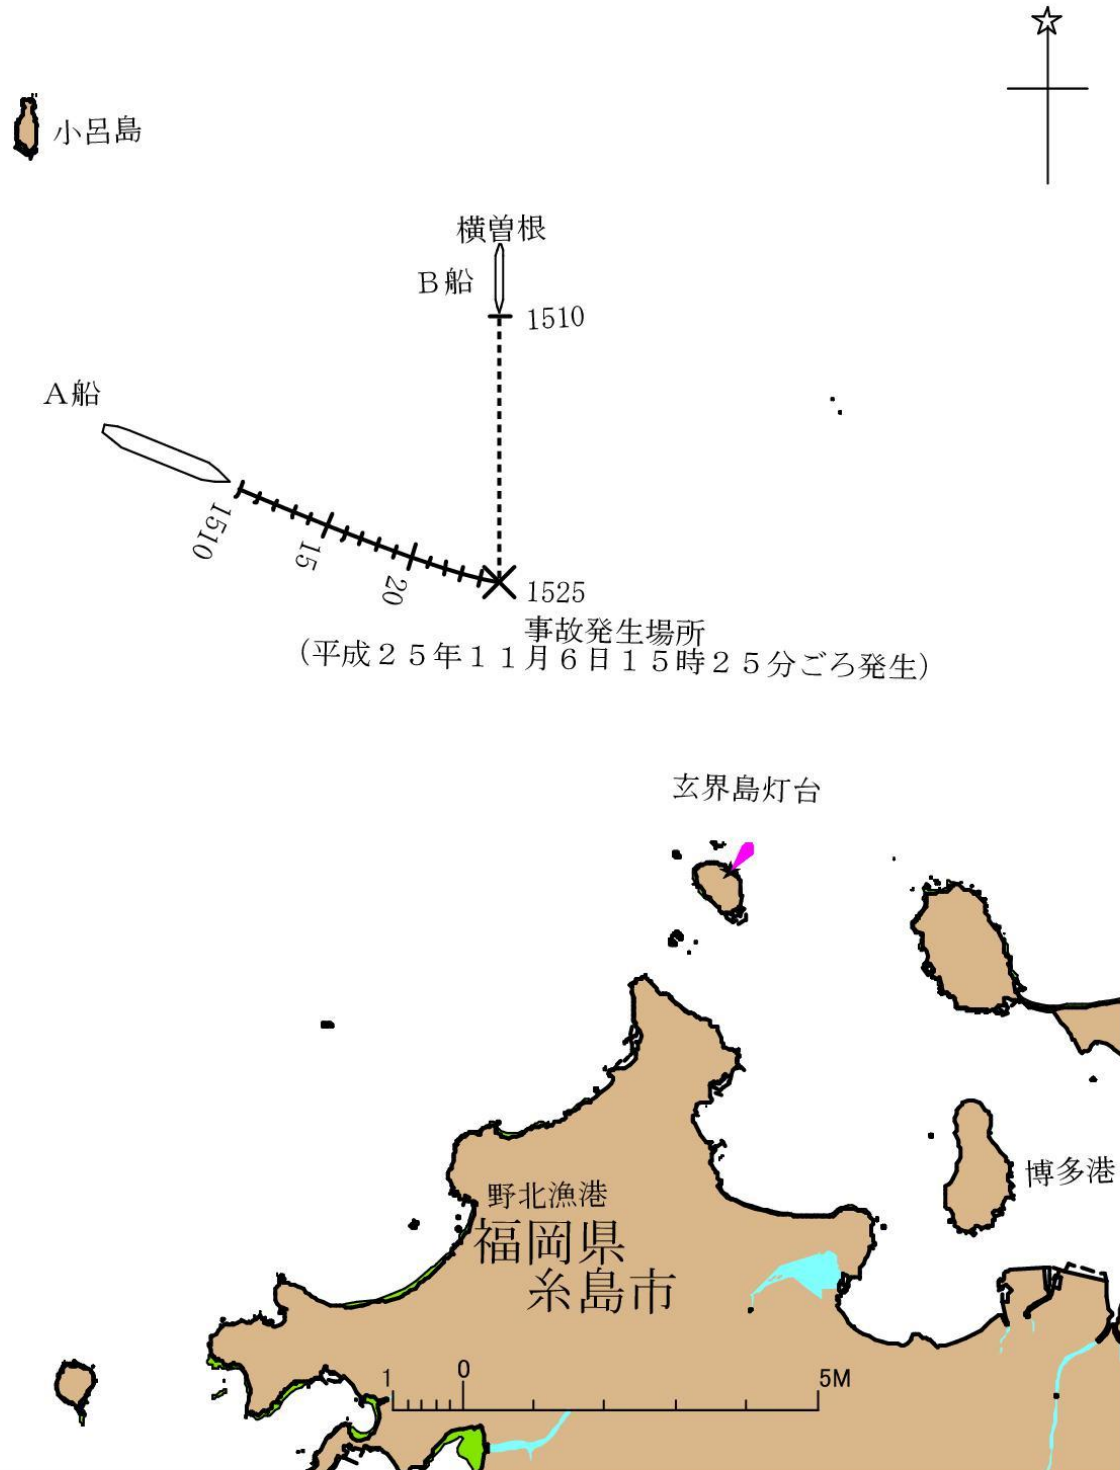 小呂島
横曽根
Ｂ船
1510
Ａ船
1510
15
20
1525
事故発生場所
（平成２５年１１月６日１５時２５分ごろ発生）
玄界島灯台
博多港
野北漁港
福岡県
糸島市
1
0
5M